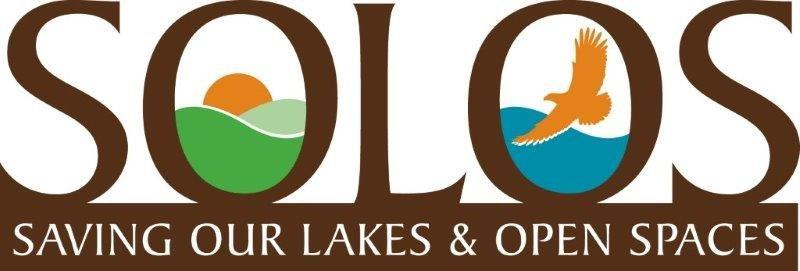 SOLOS
SAVING OUR LAKES & OPEN SPACES